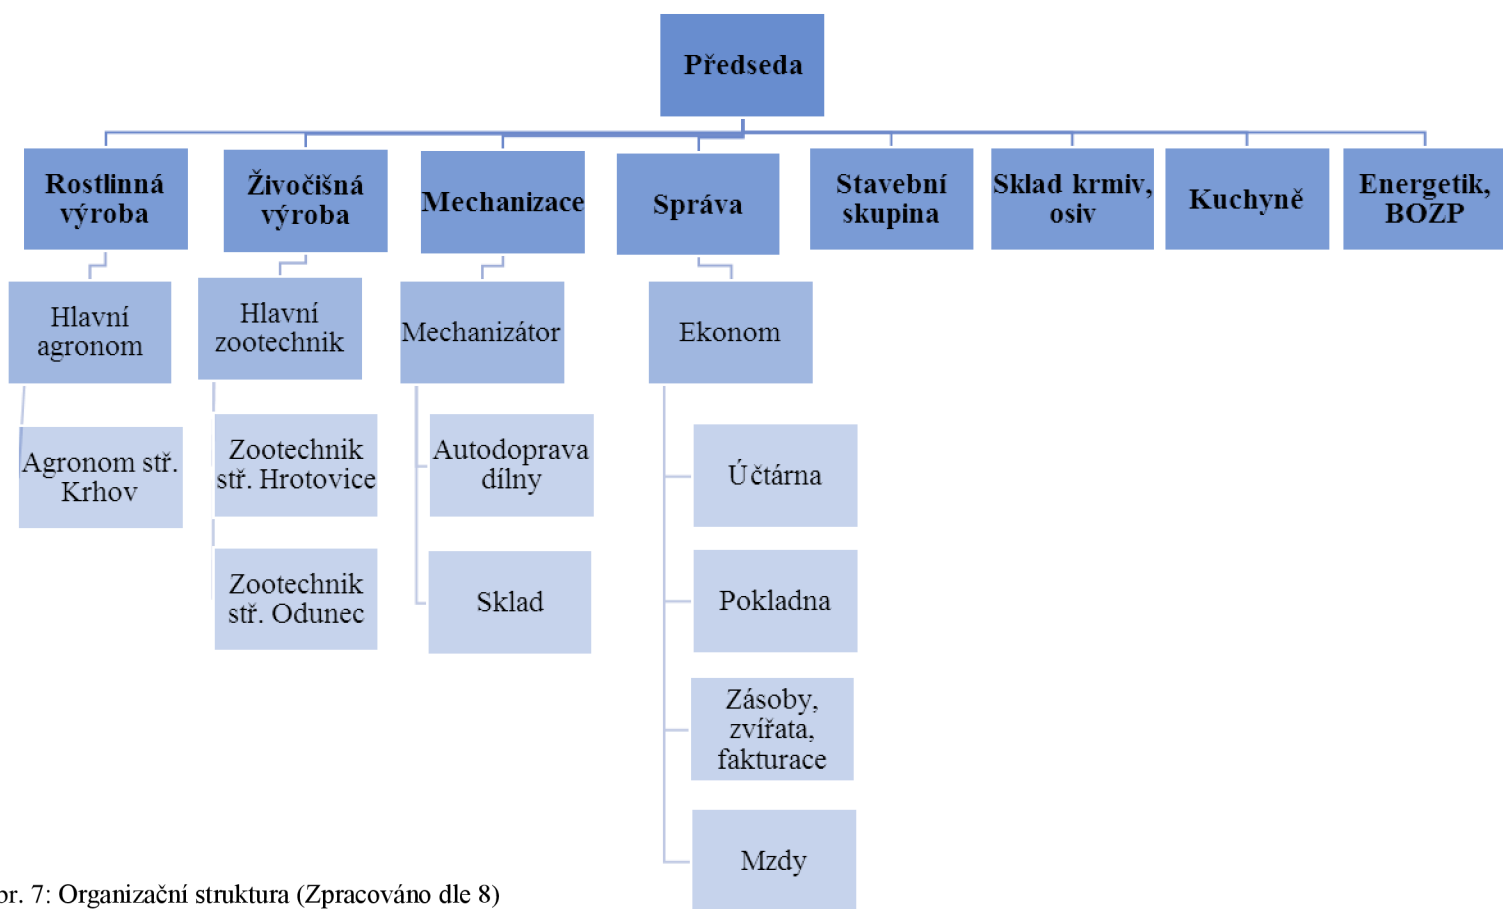 Předseda
Rostlinná
výroba
Živočišná
výroba
Mechanizace
Správa
Stavební
skupina
Sklad krmiv,
osiv
Kuchyně
Energetik,
BOZP
Hlavní
agronom
Hlavní
zootechnik
Mechanizátor
Ekonom
Agronom stř.
Krhov
Zootechnik
stř. Hrotovice
Autodoprava
dílny
Účtárna
Zootechnik
stř. Odunec
Sklad
Pokladna
Zásoby,
zvířata,
fakturace
Mzdy
br. 7: Organizační struktura (Zpracováno dle 8)